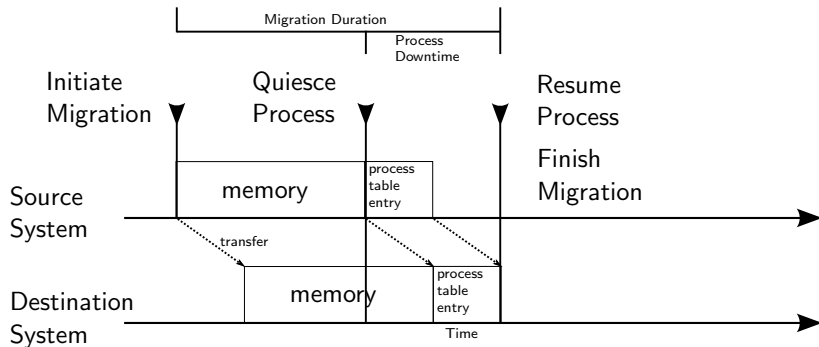 Migration Duration
Process
Downtime
Initiate
Migration
Quiesce
Process
Resume
Process
Finish
Migration
Source
System
memory
process
table
entry
transfer
Destination
System
memory
process
table
entry
Time